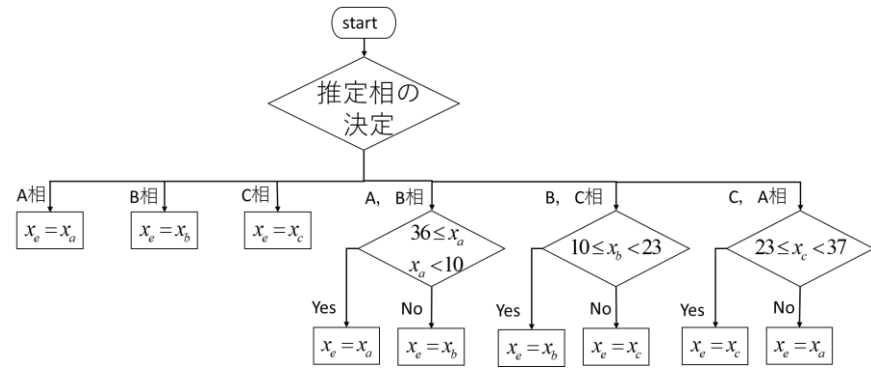 start
推定相の
決定
A相
B相
C相
A, B相
B, C相
C, A相
x_e = x_a
x_e = x_b
x_e = x_c
36 ≤ x_a
x_a < 10
10 ≤ x_b < 23
23 ≤ x_c < 37
Yes
No
Yes
No
Yes
No
x_e = x_a
x_e = x_b
x_e = x_b
x_e = x_c
x_e = x_c
x_e = x_a